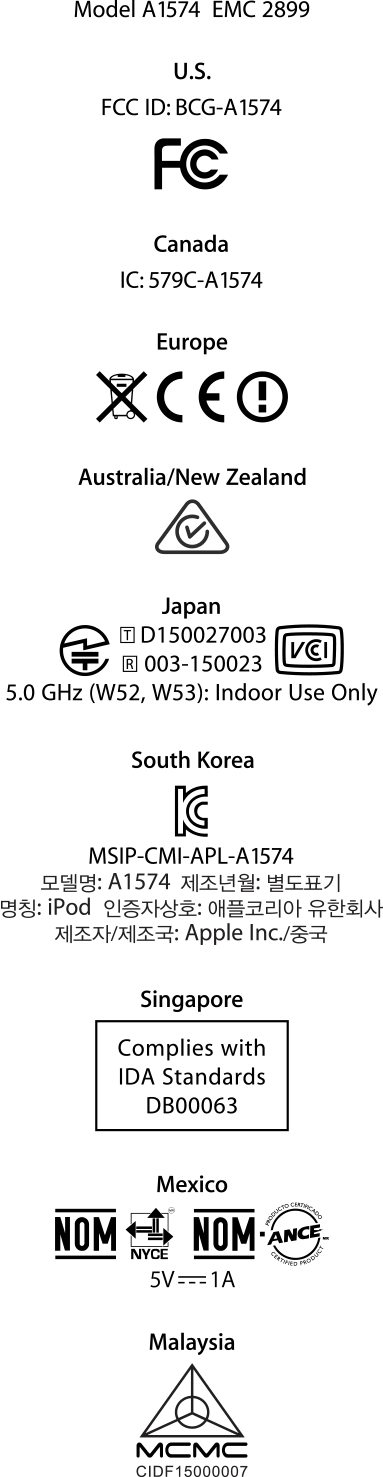 Model A1574 EMC 2899
U.S.
FCC ID: BCG-A1574
FC
Canada
IC: 579C-A1574
Europe
CE
Australia/New Zealand
Japan
T D150027003
R 003-150023
VCCI
5.0 GHz (W52, W53): Indoor Use Only
South Korea
KC
MSIP-CMI-APL-A1574
모델명: A1574 제조년월: 별도표기
명칭: iPod 인증자상호: 애플코리아 유한회사
제조자/제조국: Apple Inc./중국
Singapore
Complies with
IDA Standards
DB00063
Mexico
NOM NYCE NOM-ANCE
PRODUCTO CERTIFICADO
CERTIFIED PRODUCT
5V 1A
Malaysia
MCMC
CIDF15000007